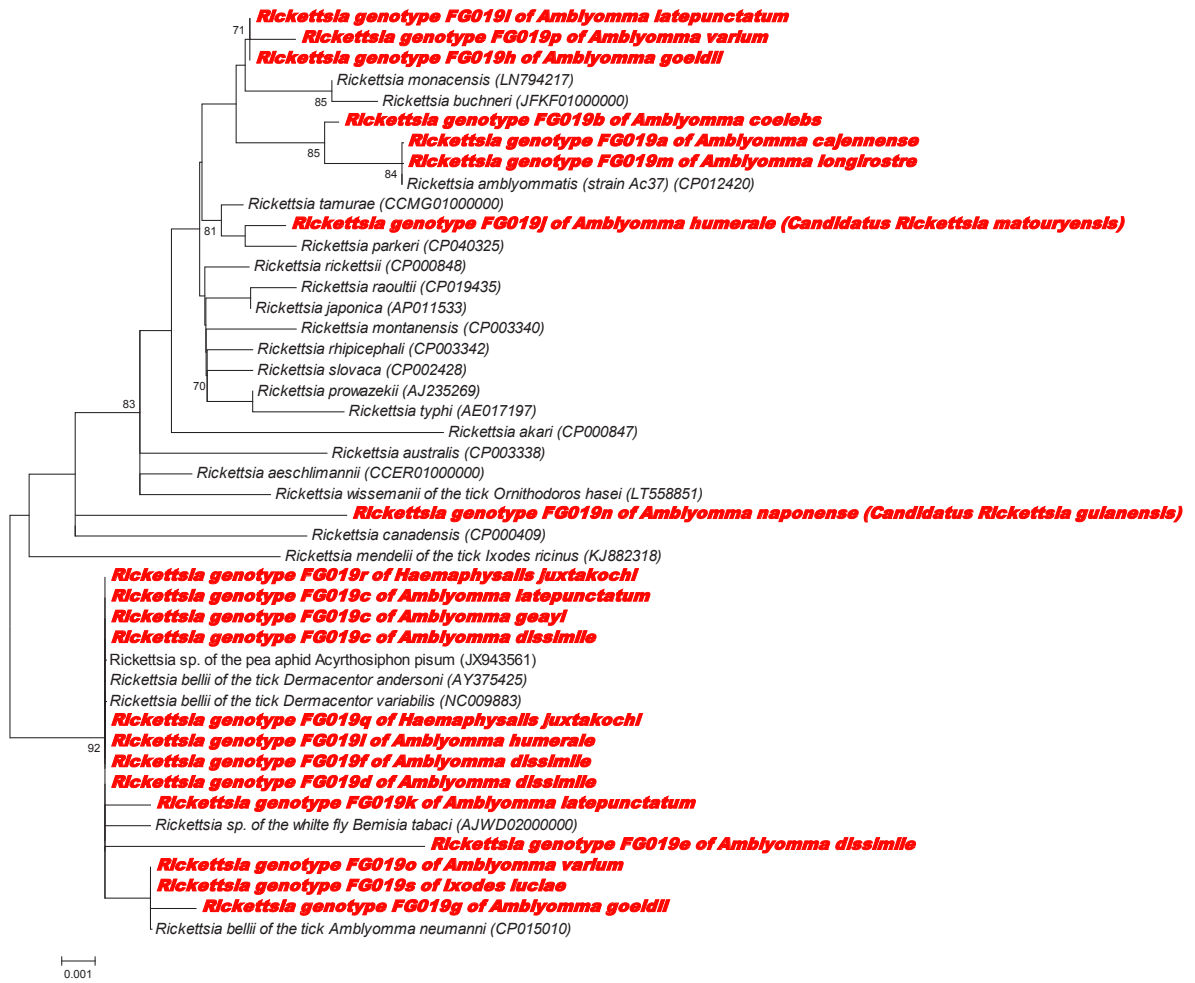 Rickettsia genotype FG019l of Amblyomma latepunctatum
71
Rickettsia genotype FG019p of Amblyomma varium
Rickettsia genotype FG019h of Amblyomma goeldii
Rickettsia monacensis (LN794217)
85
Rickettsia buchneri (JFKF01000000)
Rickettsia genotype FG019b of Amblyomma coelebs
Rickettsia genotype FG019a of Amblyomma cajennense
85
Rickettsia genotype FG019m of Amblyomma longirostre
84
Rickettsia amblyommatis (strain Ac37) (CP012420)
Rickettsia tamurae (CCMG01000000)
81
Rickettsia genotype FG019j of Amblyomma humerale (Candidatus Rickettsia matouryensis)
Rickettsia parkeri (CP040325)
Rickettsia rickettsii (CP000848)
Rickettsia raoultii (CP019435)
Rickettsia japonica (AP011533)
Rickettsia montanensis (CP003340)
Rickettsia rhipicephali (CP003342)
Rickettsia slovaca (CP002428)
70
Rickettsia prowazekii (AJ235269)
Rickettsia typhi (AE017197)
83
Rickettsia akari (CP000847)
Rickettsia australis (CP003338)
Rickettsia aeschlimannii (CCER01000000)
Rickettsia wissemanii of the tick Ornithodoros hasei (LT558851)
Rickettsia genotype FG019n of Amblyomma naponense (Candidatus Rickettsia guianensis)
Rickettsia canadensis (CP000409)
Rickettsia mendelii of the tick Ixodes ricinus (KJ882318)
Rickettsia genotype FG019r of Haemaphysalis juxtakochi
Rickettsia genotype FG019c of Amblyomma latepunctatum
Rickettsia genotype FG019c of Amblyomma geayi
Rickettsia genotype FG019c of Amblyomma dissimile
Rickettsia sp. of the pea aphid Acyrthosiphon pisum (JX943561)
Rickettsia bellii of the tick Dermacentor andersoni (AY375425)
Rickettsia bellii of the tick Dermacentor variabilis (NC009883)
Rickettsia genotype FG019q of Haemaphysalis juxtakochi
92
Rickettsia genotype FG019i of Amblyomma humerale
Rickettsia genotype FG019f of Amblyomma dissimile
Rickettsia genotype FG019d of Amblyomma dissimile
Rickettsia genotype FG019k of Amblyomma latepunctatum
Rickettsia sp. of the whilte fly Bemisia tabaci (AJWD02000000)
Rickettsia genotype FG019e of Amblyomma dissimile
Rickettsia genotype FG019o of Amblyomma varium
Rickettsia genotype FG019s of Ixodes luciae
Rickettsia genotype FG019g of Amblyomma goeldii
Rickettsia bellii of the tick Amblyomma neumanni (CP015010)
0.001